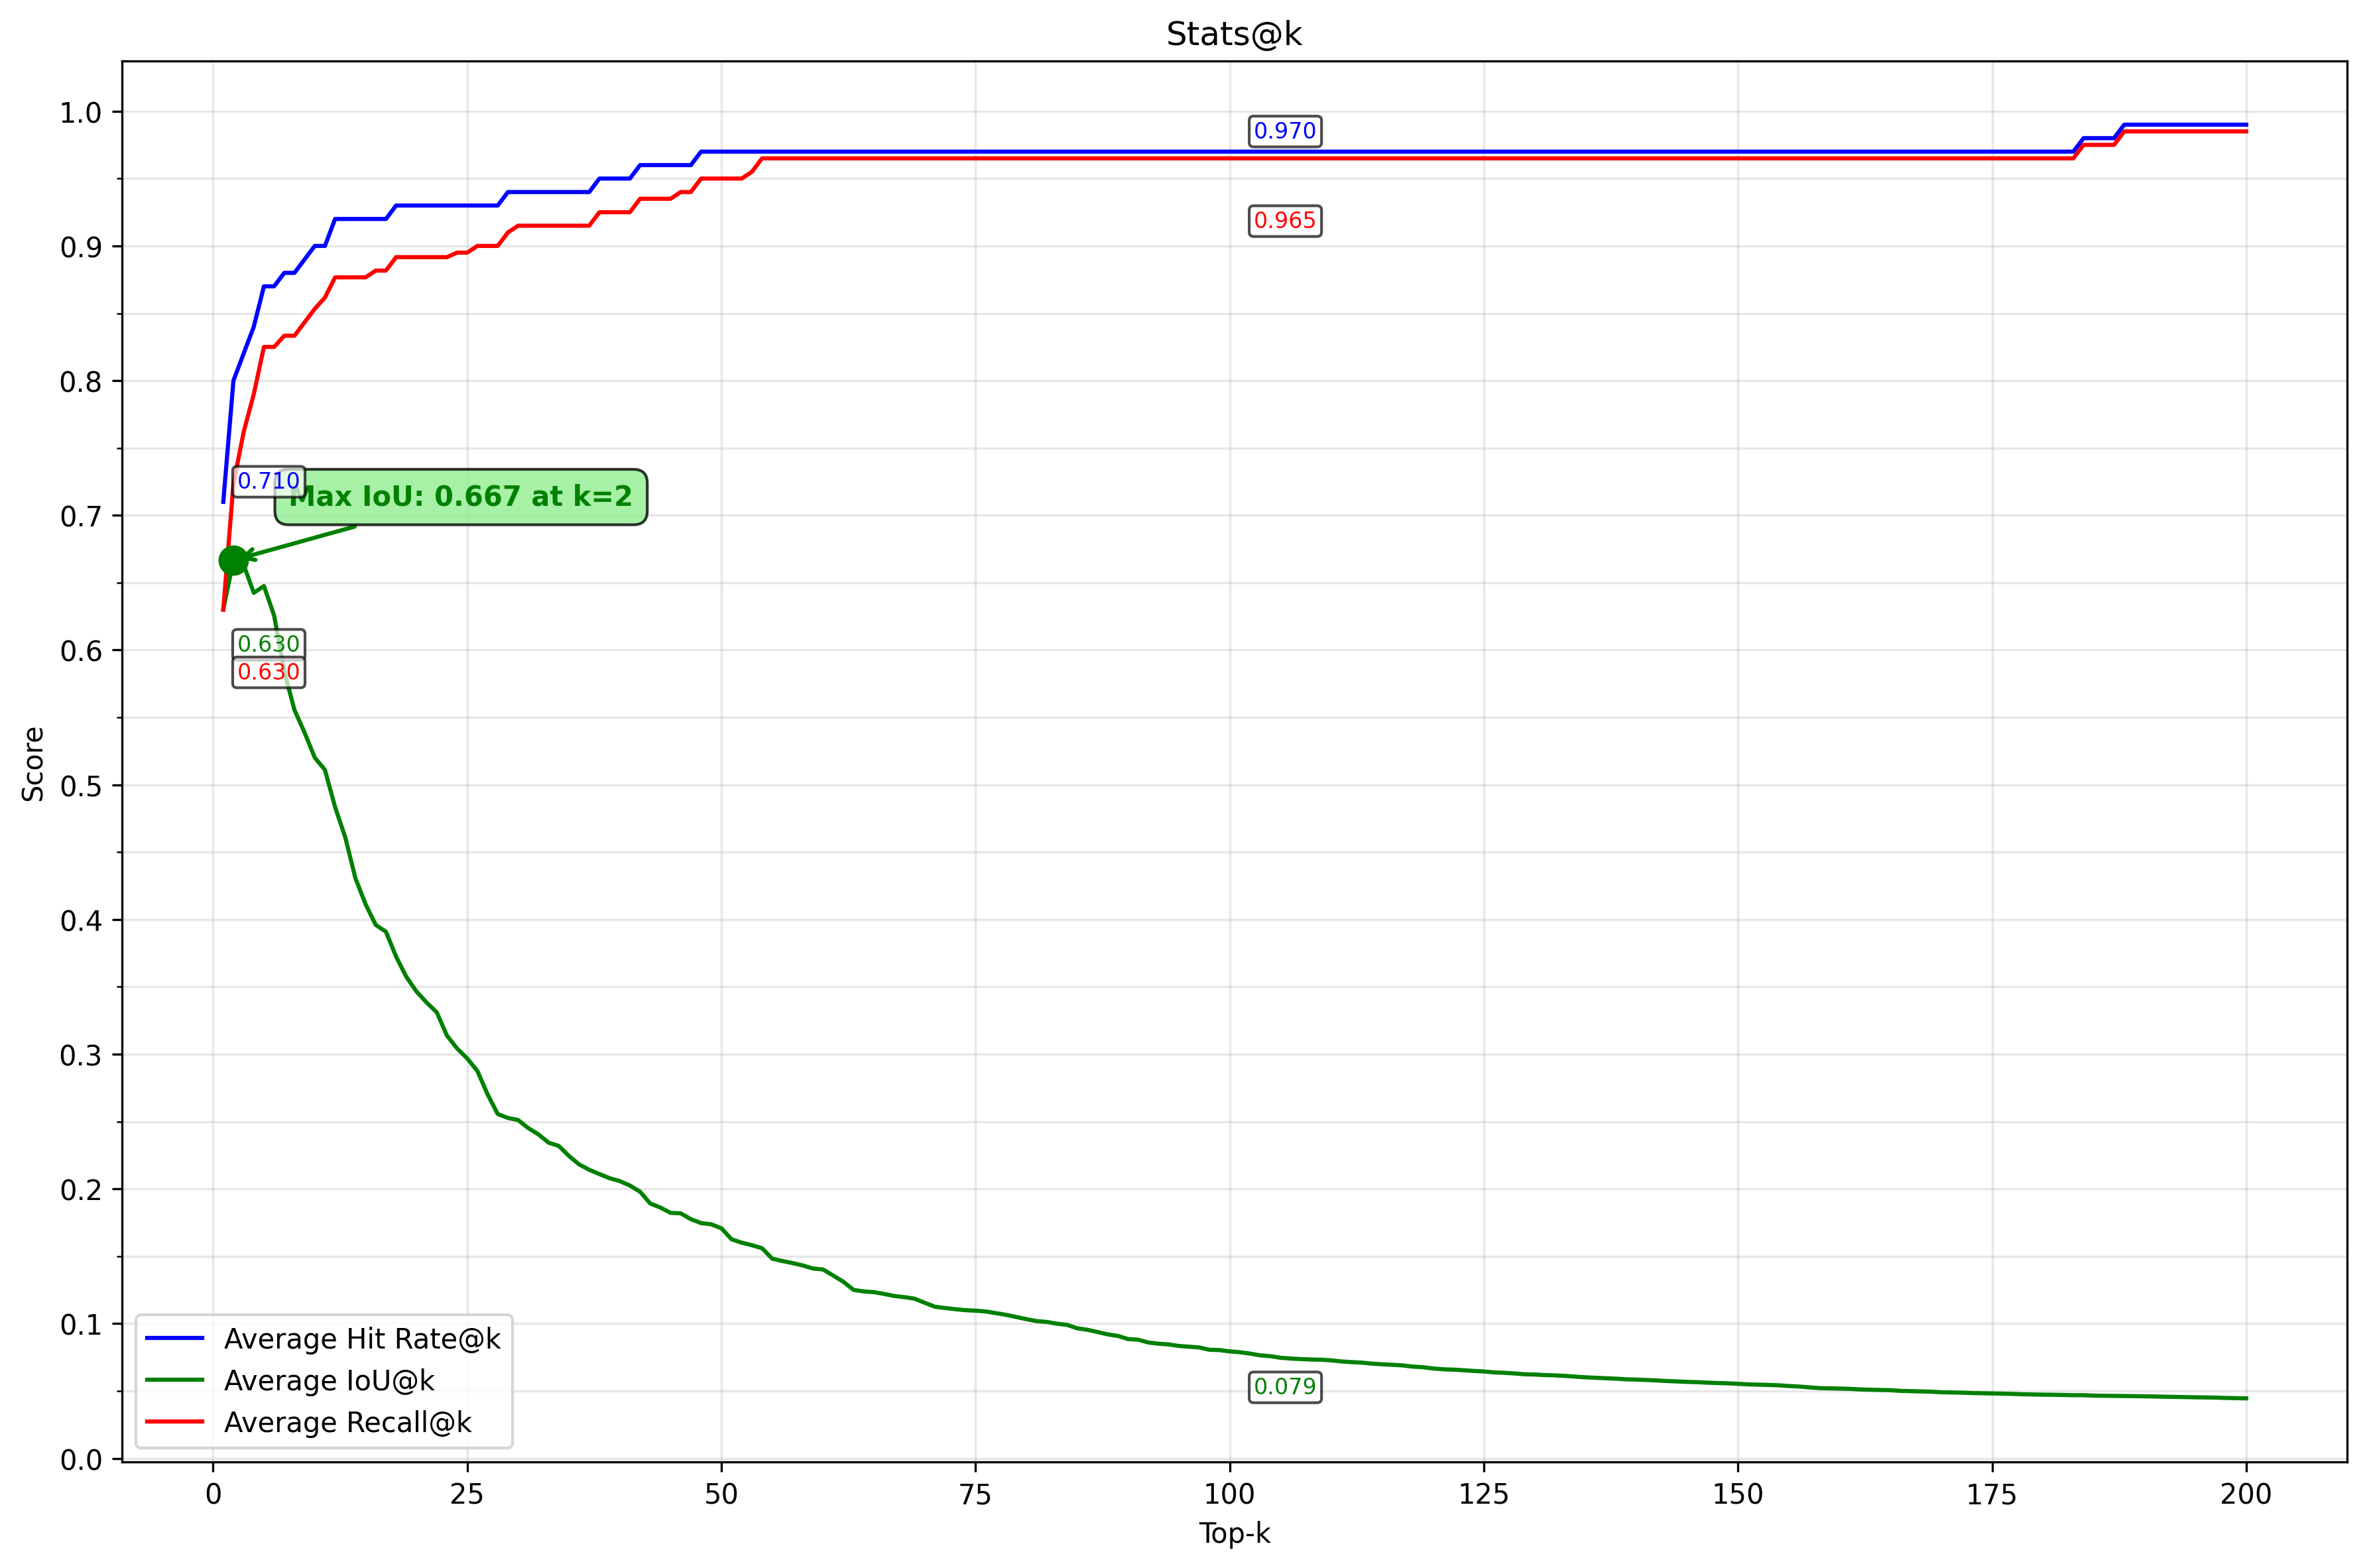 Stats@k
1.0
0.9
0.8
0.7
0.6
0.5
0.4
0.3
0.2
0.1
0.0
Score
0.970
0.965
0.710
Max IoU: 0.667 at k=2
0.630
0.630
0.079
Average Hit Rate@k
Average IoU@k
Average Recall@k
0 25 50 75 100 125 150 175 200
Top-k